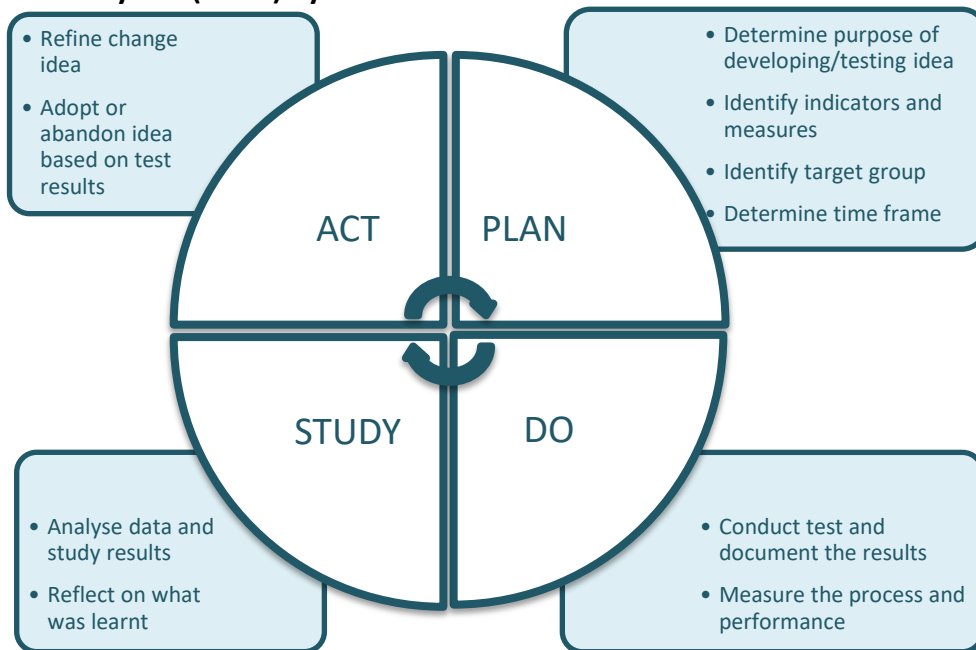 • Refine change
idea
• Adopt or
abandon idea
based on test
results
• Determine purpose of
developing/testing idea
• Identify indicators and
measures
• Identify target group
• Determine time frame
ACT
PLAN
STUDY
DO
• Analyse data and
study results
• Reflect on what
was learnt
• Conduct test and
document the results
• Measure the process and
performance